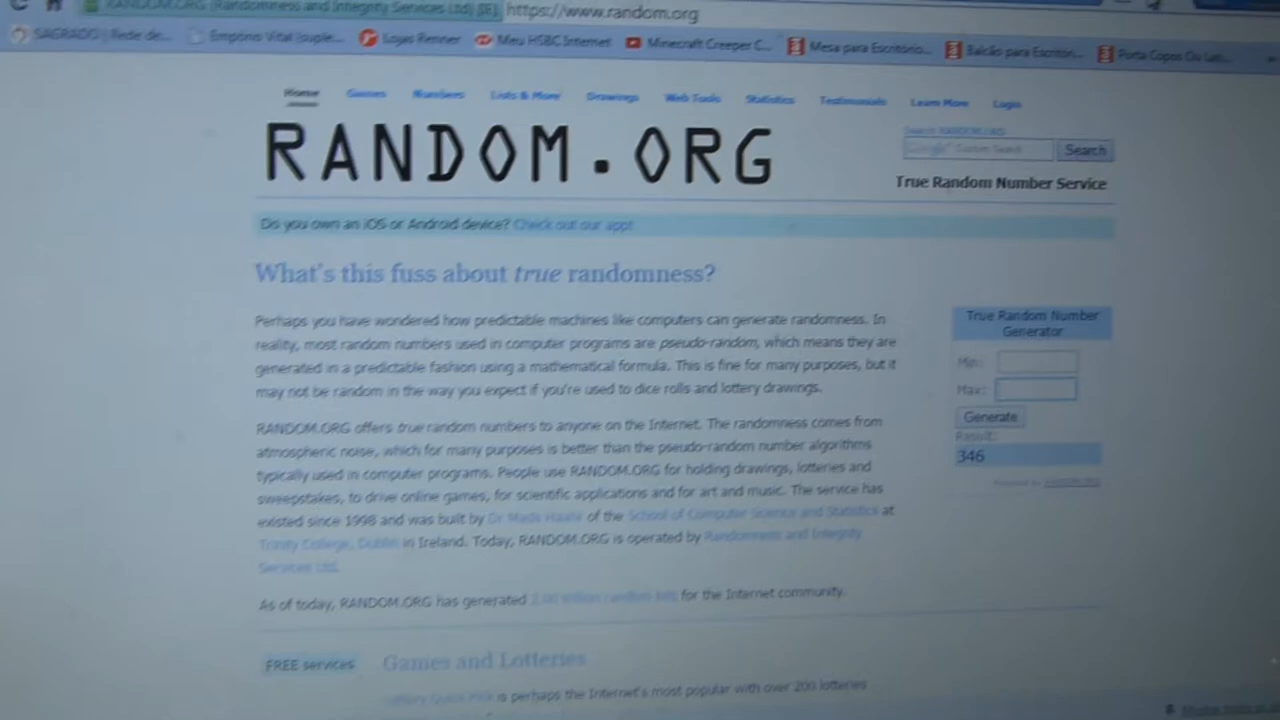 RANDOM.ORG (Randomness and Integrity Services Ltd) [IE] https://www.random.org
SAGRADO | Rede de... Empório Vital (suple... Lojas Renner Meu HSBC Internet Minecraft Creeper C... Mesa para Escritório... Balcão para Escritóri... Porta Copos Do Lati...
Home Games Numbers Lists & More Drawings Web Tools Statistics Testimonials Learn More Login
RANDOM.ORG
Search RANDOM.ORG
Google Custom Search Search
True Random Number Service
Do you own an iOS or Android device? Check out our app!
What's this fuss about true randomness?
Perhaps you have wondered how predictable machines like computers can generate randomness. In
reality, most random numbers used in computer programs are pseudo-random, which means they are
generated in a predictable fashion using a mathematical formula. This is fine for many purposes, but it
may not be random in the way you expect if you're used to dice rolls and lottery drawings.
RANDOM.ORG offers true random numbers to anyone on the Internet. The randomness comes from
atmospheric noise, which for many purposes is better than the pseudo-random number algorithms
typically used in computer programs. People use RANDOM.ORG for holding drawings, lotteries and
sweepstakes, to drive online games, for scientific applications and for art and music. The service has
existed since 1998 and was built by Dr Mads Haahr of the School of Computer Science and Statistics at
Trinity College, Dublin in Ireland. Today, RANDOM.ORG is operated by Randomness and Integrity
Services Ltd.
As of today, RANDOM.ORG has generated for the Internet community.
True Random Number
Generator
Min:
Max:
Generate
Result:
346
Powered by RANDOM.ORG
FREE services
Games and Lotteries
Lottery Quick Pick is perhaps the Internet's most popular with over 200 lotteries